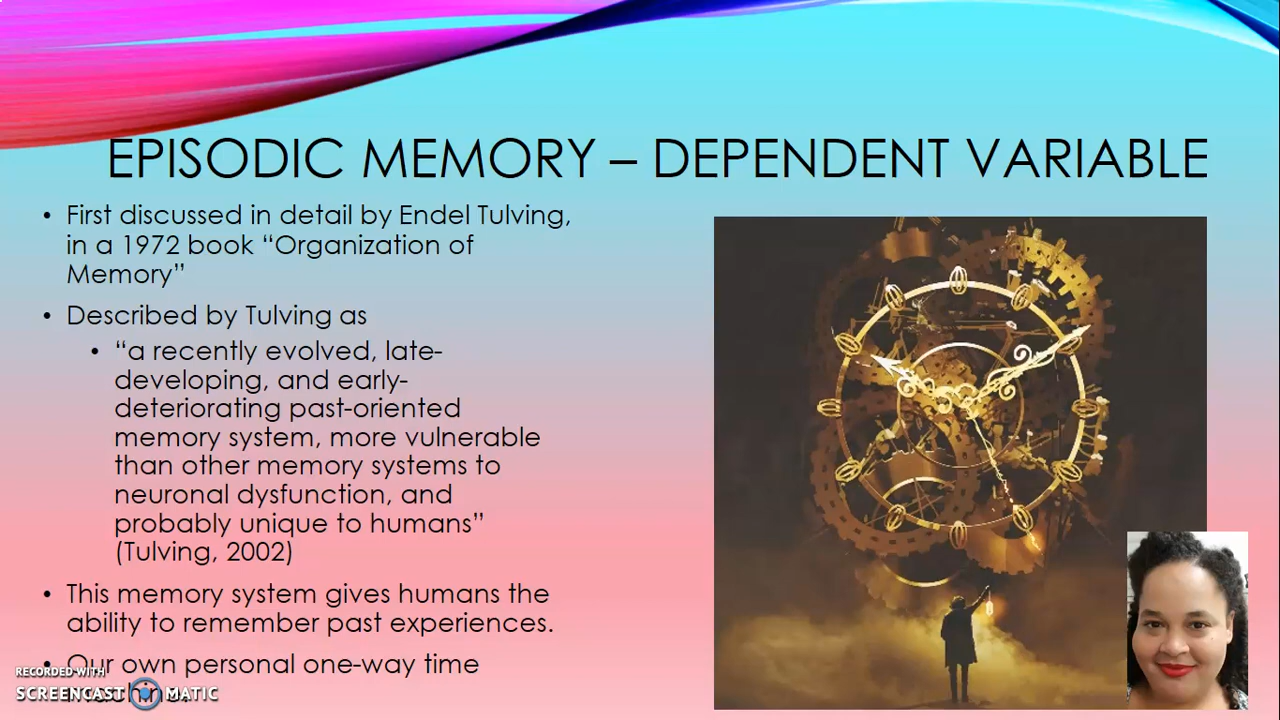 EPISODIC MEMORY – DEPENDENT VARIABLE
• First discussed in detail by Endel Tulving,
in a 1972 book “Organization of
Memory”
• Described by Tulving as
• “a recently evolved, late-
developing, and early-
deteriorating past-oriented
memory system, more vulnerable
than other memory systems to
neuronal dysfunction, and
probably unique to humans”
(Tulving, 2002)
• This memory system gives humans the
ability to remember past experiences.
• Our own personal one-way time
RECORDED WITH
SCREENCAST MATIC